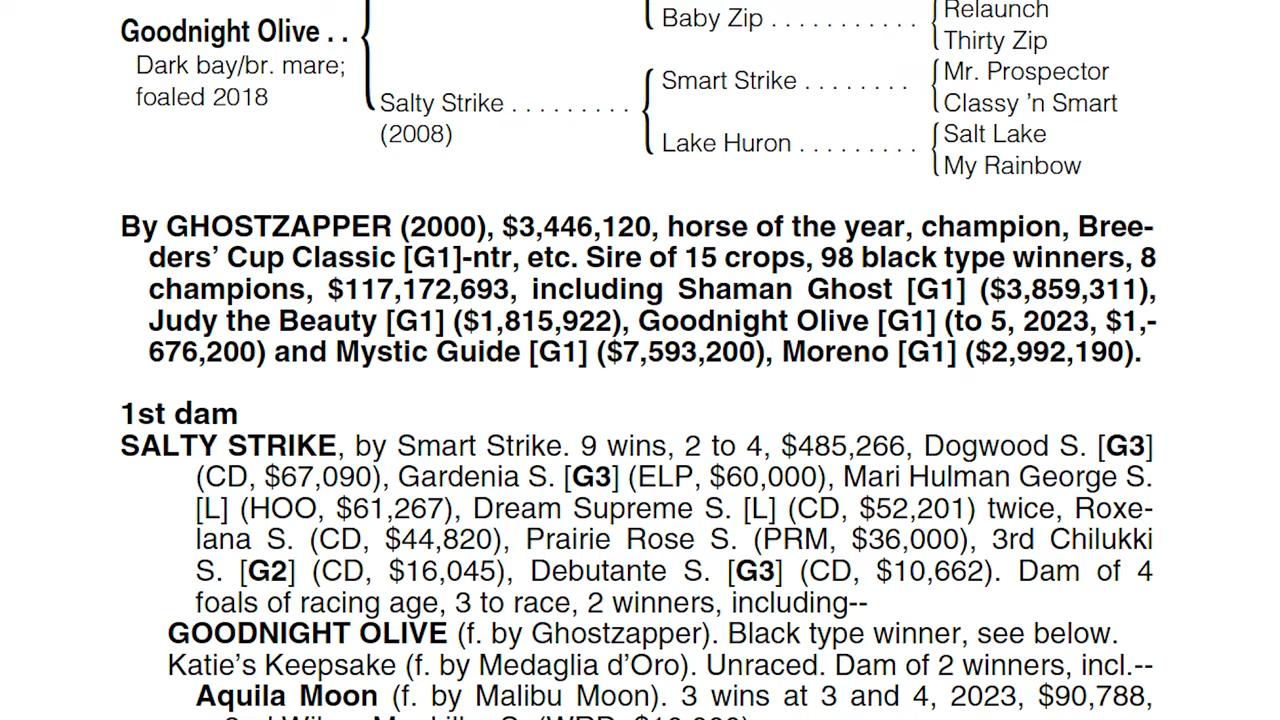 Relaunch
Goodnight Olive . .
Baby Zip . . . . . . . . . . .
Thirty Zip
Dark bay/br. mare;
foaled 2018
Smart Strike . . . . . . . .
Mr. Prospector
Classy ’n Smart
Salty Strike . . . . . . . . .
(2008)
Lake Huron . . . . . . . . . .
Salt Lake
My Rainbow
By GHOSTZAPPER (2000), $3,446,120, horse of the year, champion, Bree-
ders’ Cup Classic [G1]-ntr, etc. Sire of 15 crops, 98 black type winners, 8
champions, $117,172,693, including Shaman Ghost [G1] ($3,859,311),
Judy the Beauty [G1] ($1,815,922), Goodnight Olive [G1] (to 5, 2023, $1,-
676,200) and Mystic Guide [G1] ($7,593,200), Moreno [G1] ($2,992,190).
1st dam
SALTY STRIKE, by Smart Strike. 9 wins, 2 to 4, $485,266, Dogwood S. [G3]
(CD, $67,090), Gardenia S. [G3] (ELP, $60,000), Mari Hulman George S.
[L] (HOO, $61,267), Dream Supreme S. [L] (CD, $52,201) twice, Roxe-
lana S. (CD, $44,820), Prairie Rose S. (PRM, $36,000), 3rd Chilukki
S. [G2] (CD, $16,045), Debutante S. [G3] (CD, $10,662). Dam of 4
foals of racing age, 3 to race, 2 winners, including--
GOODNIGHT OLIVE (f. by Ghostzapper). Black type winner, see below.
Katie’s Keepsake (f. by Medaglia d’Oro). Unraced. Dam of 2 winners, incl.--
Aquila Moon (f. by Malibu Moon). 3 wins at 3 and 4, 2023, $90,788,